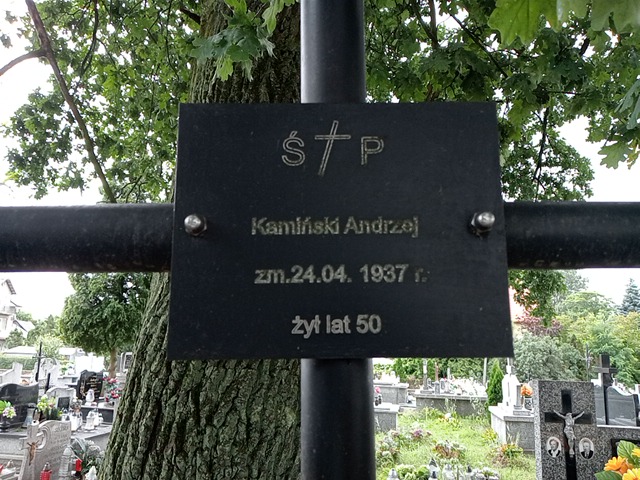 Ś P
Kamiński Andrzej
zm.24.04. 1937 r.
żył lat 50